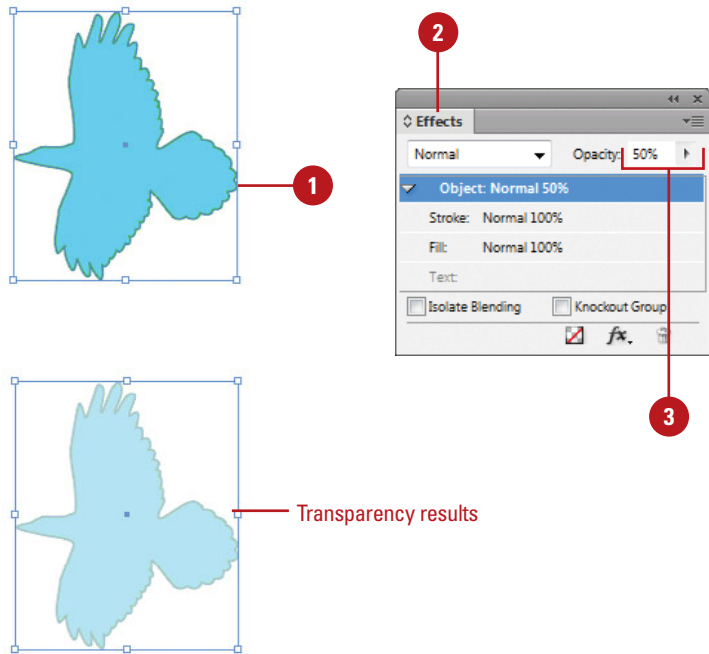 2
Effects
Normal
Opacity: 50%
Object: Normal 50%
1
Stroke: Normal 100%
Fill: Normal 100%
Text:
Isolate Blending
Knockout Group
fx.
3
Transparency results